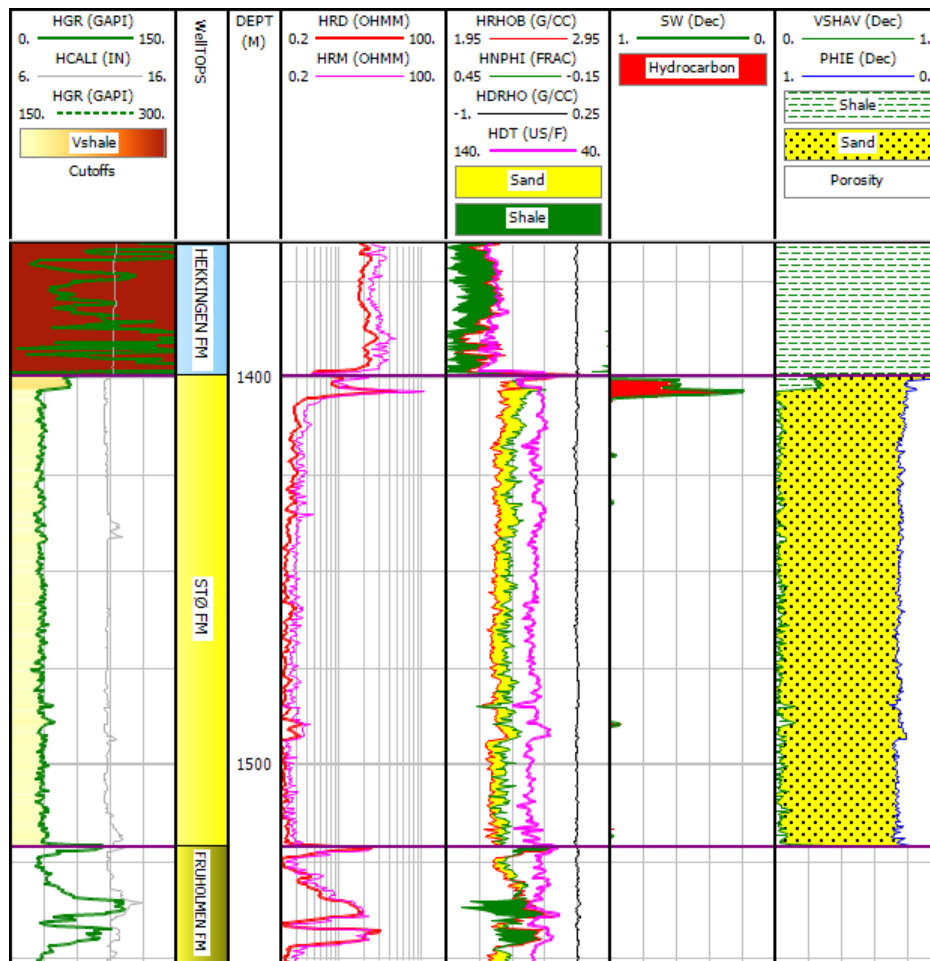 HGR (GAPI)
0. 150.
HCALI (IN)
6. 16.
HGR (GAPI)
150. 300.
Vshale
Cutoffs
WellTOPS
DEPT
(M)
HRD (OHMM)
0.2 100.
HRM (OHMM)
0.2 100.
HRHOB (G/CC)
1.95 2.95
HNPHI (FRAC)
0.45 -0.15
HDRHO (G/CC)
-1. 0.25
HDT (US/F)
140. 40.
Sand
Shale
SW (Dec)
1. 0.
Hydrocarbon
VSHAV (Dec)
0. 1.
PHIE (Dec)
1. 0.
Shale
Sand
Porosity
HEKKINGEN FM
1400
STØ FM
1500
FRUHOLMEN FM